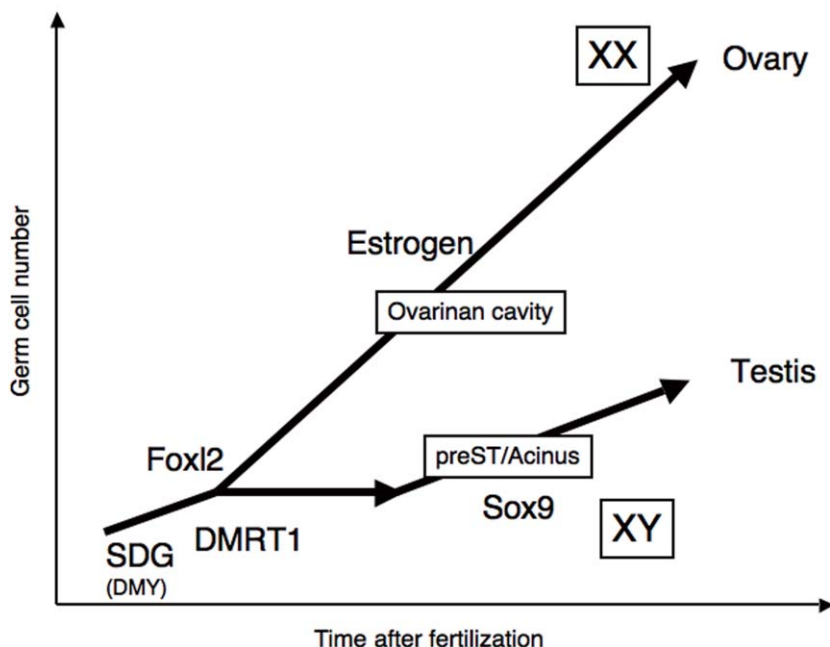 XX
Ovary
Estrogen
Ovarinan cavity
Testis
Foxl2
preST/Acinus
Sox9
XY
DMRT1
SDG
(DMY)
Germ cell number
Time after fertilization